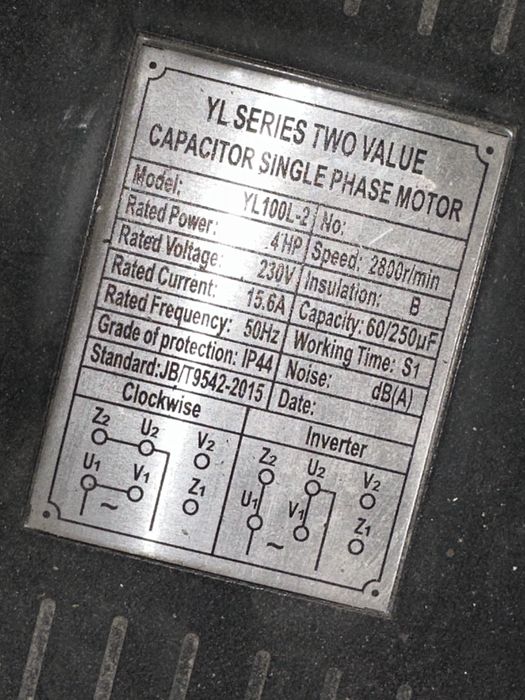 YL SERIES TWO VALUE
CAPACITOR SINGLE PHASE MOTOR
Model: YL100L-2 No:
Rated Power: 4HP Speed: 2800r/min
Rated Voltage: 230V Insulation: B
Rated Current: 15.6A Capacity: 60/250µF
Rated Frequency: 50Hz Working Time: S1
Grade of protection: IP44 Noise: dB(A)
Standard:JB/T9542-2015 Date:
Clockwise Inverter
Z2 U2 V2 Z2 U2 V2
U1 V1 Z1 U1 V1 Z1
~ ~